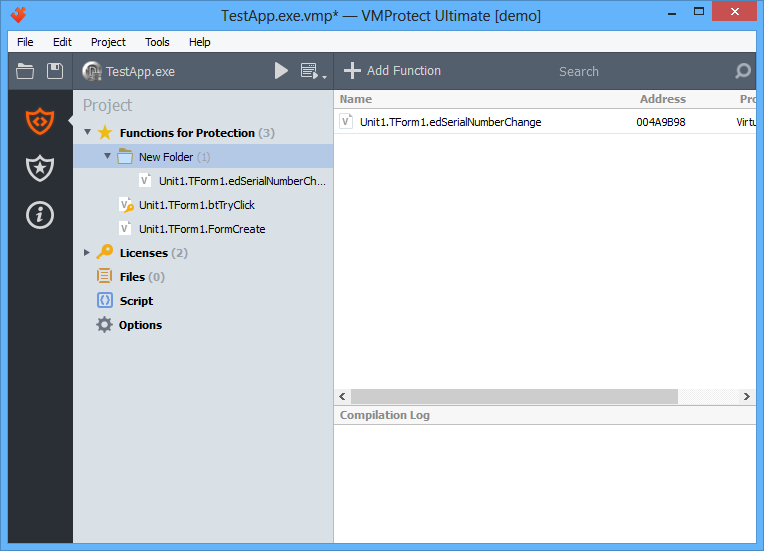 TestApp.exe.vmp* — VMProtect Ultimate [demo]
File Edit Project Tools Help
TestApp.exe
Add Function
Search
Project
Functions for Protection (3)
New Folder (1)
Unit1.TForm1.edSerialNumberCh...
Unit1.TForm1.btTryClick
Unit1.TForm1.FormCreate
Licenses (2)
Files (0)
Script
Options
Name Address Pro
Unit1.TForm1.edSerialNumberChange 004A9B98 Virtu
Compilation Log